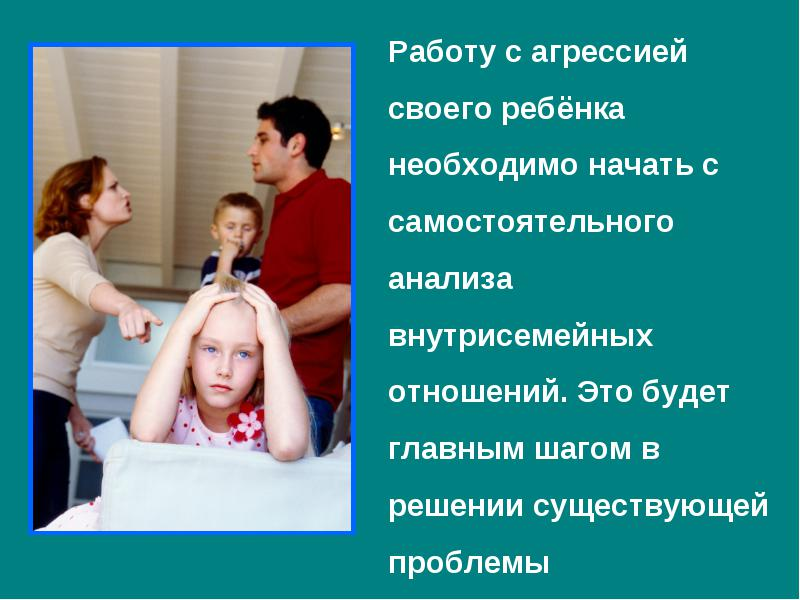 Работу с агрессией
своего ребёнка
необходимо начать с
самостоятельного
анализа
внутрисемейных
отношений. Это будет
главным шагом в
решении существующей
проблемы